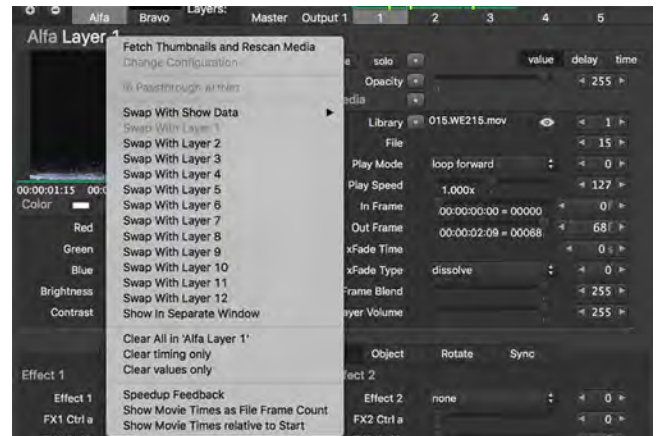 Layers:
Alfa Bravo Master Output 1 1 2 3 4 5
Alfa Layer 1
Fetch Thumbnails and Rescan Media
Change Configuration
solo value delay time
Opacity 255
Swap With Show Data
Library 015.WE215.mov 1
Swap With Layer 1
Swap With Layer 2
File 15
Swap With Layer 3
Swap With Layer 4
Play Mode loop forward 0
Swap With Layer 5
00:00:01:15
Play Speed 1.000x 127
Color
Swap With Layer 6
In Frame 00:00:00:00 = 00000 0f
Swap With Layer 7
Red
Swap With Layer 8
Out Frame 00:00:02:09 = 00068 68f
Green
Swap With Layer 9
xFade Time 0 s
Blue
Swap With Layer 10
xFade Type dissolve 0
Swap With Layer 11
Brightness
Swap With Layer 12
Frame Blend 255
Contrast
Show In Separate Window
ayer Volume 255
Clear All in 'Alfa Layer 1'
Clear timing only
Object Rotate Sync
Clear values only
Effect 1
fect 2
Effect 1
Speedup Feedback
Effect 2 none 0
Show Movie Times as File Frame Count
FX1 Ctrl a
FX2 Ctrl a 0
Show Movie Times relative to Start